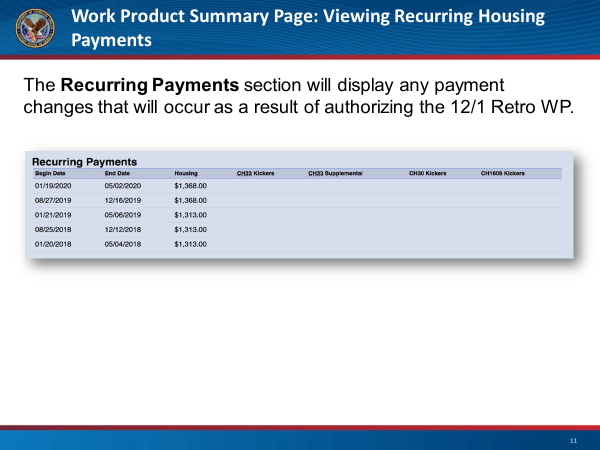 Work Product Summary Page: Viewing Recurring Housing
Payments
The Recurring Payments section will display any payment
changes that will occur as a result of authorizing the 12/1 Retro WP.
Recurring Payments
Begin Date End Date Housing CH33 Kickers CH33 Supplemental CH30 Kickers CH1606 Kickers
01/19/2020 05/02/2020 $1,368.00
08/27/2019 12/16/2019 $1,368.00
01/21/2019 05/06/2019 $1,313.00
08/25/2018 12/12/2018 $1,313.00
01/20/2018 05/04/2018 $1,313.00
11